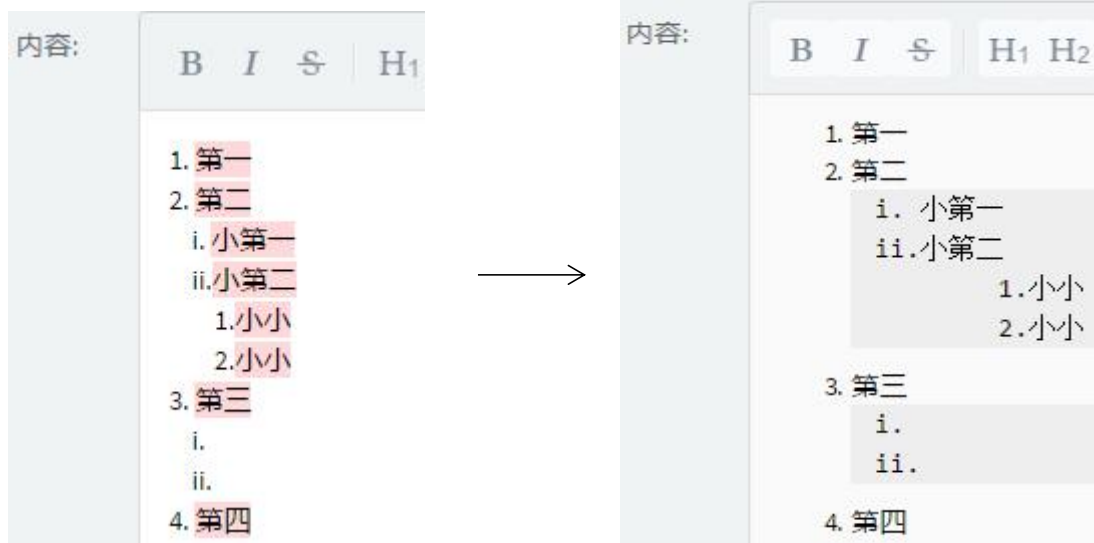 内容:
B I S H1
1. 第一
2. 第二
i. 小第一
ii.小第二
1.小小
2.小小
3. 第三
i.
ii.
4. 第四
内容:
B I S H1 H2
1. 第一
2. 第二
i. 小第一
ii.小第二
1.小小
2.小小
3. 第三
i.
ii.
4. 第四